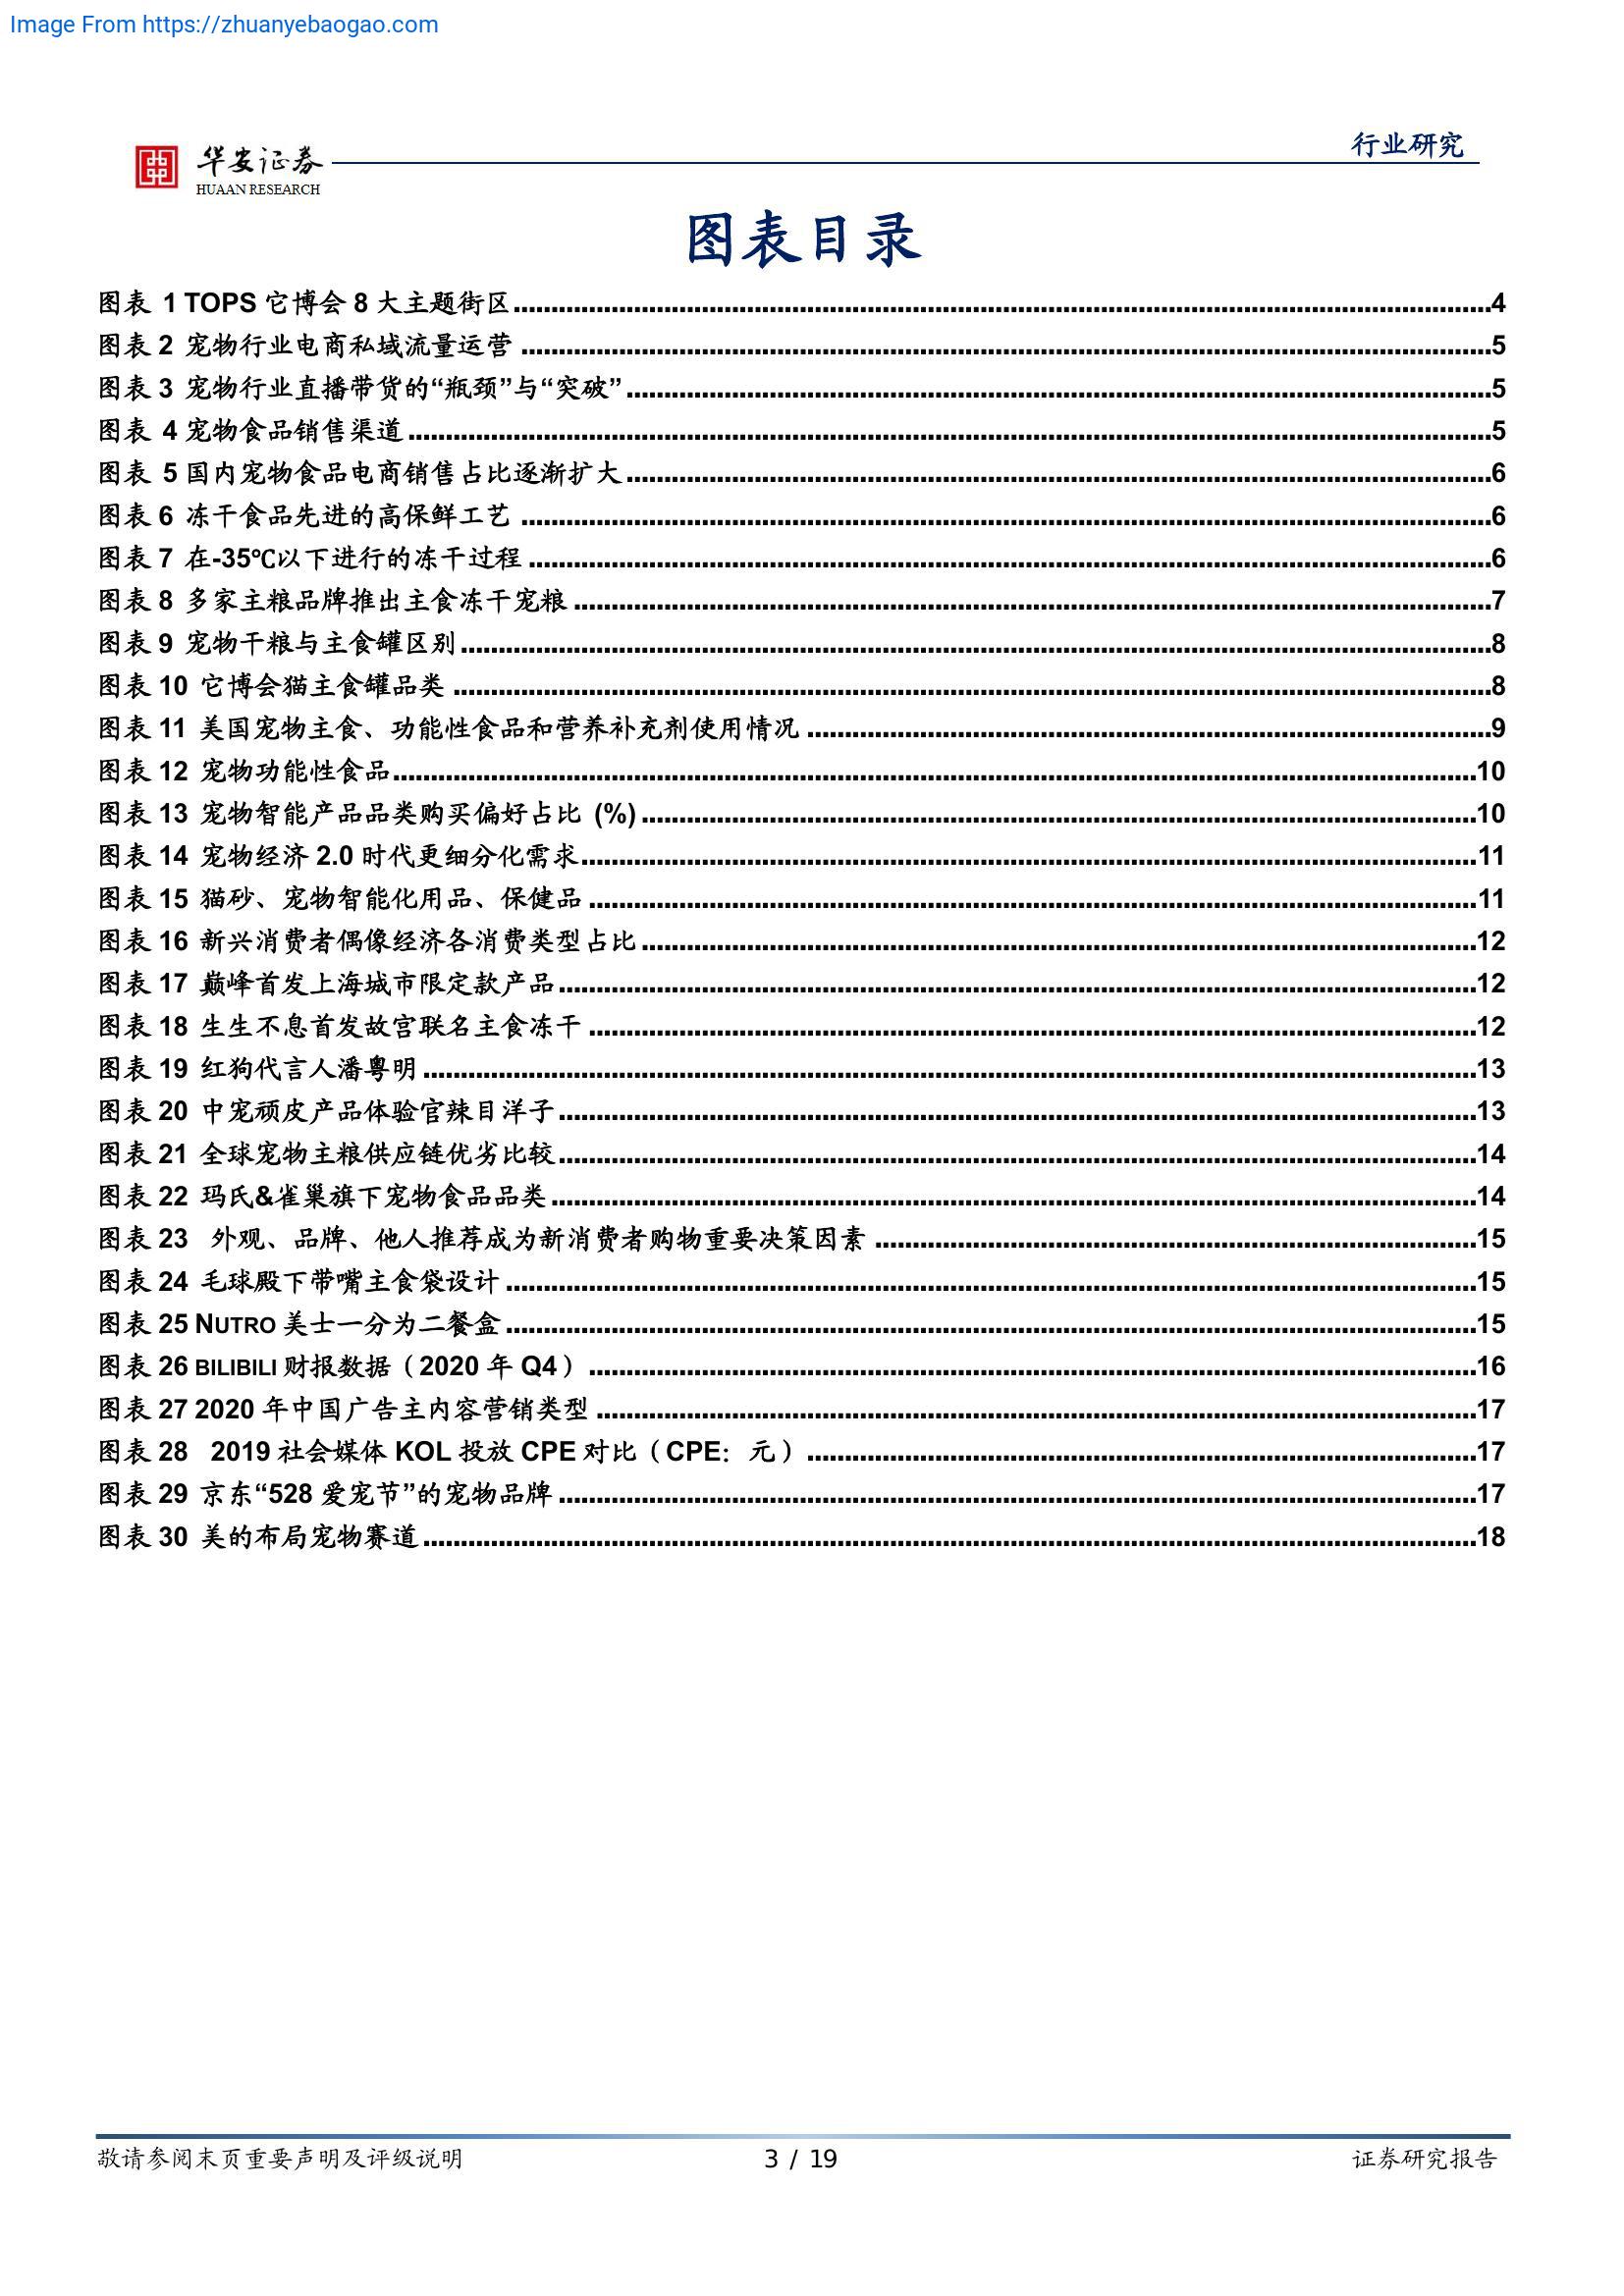 Image From https://zhuanyebaogao.com
行业研究
华安证券
HUAAN RESEARCH
图表目录
图表 1 TOPS 它博会 8 大主题街区....................4
图表 2 宠物行业电商私域流量运营....................5
图表 3 宠物行业直播带货的“瓶颈”与“突破”....................5
图表 4 宠物食品销售渠道....................5
图表 5 国内宠物食品电商销售占比逐渐扩大....................6
图表 6 冻干食品先进的高保鲜工艺....................6
图表 7 在-35℃以下进行的冻干过程....................6
图表 8 多家主粮品牌推出主食冻干宠粮....................7
图表 9 宠物干粮与主食罐区别....................8
图表 10 它博会猫主食罐品类....................8
图表 11 美国宠物主食、功能性食品和营养补充剂使用情况....................9
图表 12 宠物功能性食品....................10
图表 13 宠物智能产品品类购买偏好占比 (%)....................10
图表 14 宠物经济 2.0 时代更细分化需求....................11
图表 15 猫砂、宠物智能化用品、保健品....................11
图表 16 新兴消费者偶像经济各消费类型占比....................12
图表 17 巅峰首发上海城市限定款产品....................12
图表 18 生生不息首发故宫联名主食冻干....................12
图表 19 红狗代言人潘粤明....................13
图表 20 中宠顽皮产品体验官辣目洋子....................13
图表 21 全球宠物主粮供应链优劣比较....................14
图表 22 玛氏&雀巢旗下宠物食品品类....................14
图表 23 外观、品牌、他人推荐成为新消费者购物重要决策因素....................15
图表 24 毛球殿下带嘴主食袋设计....................15
图表 25 NUTRO 美士一分为二餐盒....................15
图表 26 BILIBILI 财报数据（2020 年 Q4）....................16
图表 27 2020 年中国广告主内容营销类型....................17
图表 28 2019 社会媒体 KOL 投放 CPE 对比（CPE：元）....................17
图表 29 京东“528 爱宠节”的宠物品牌....................17
图表 30 美的布局宠物赛道....................18
敬请参阅末页重要声明及评级说明
3 / 19
证券研究报告